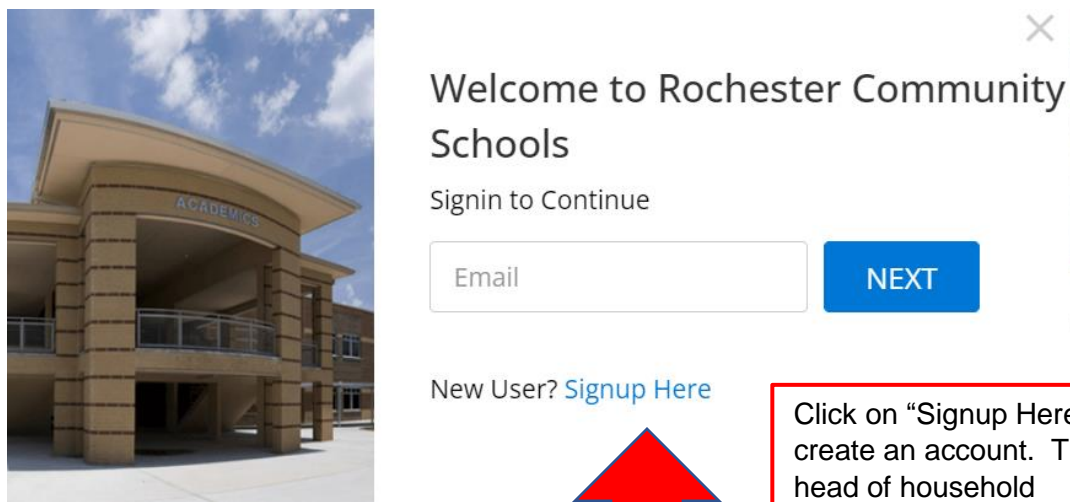 ACADEMICS
Welcome to Rochester Community
Schools
Signin to Continue
Email
NEXT
New User? Signup Here
Click on “Signup Here
create an account. T
head of household